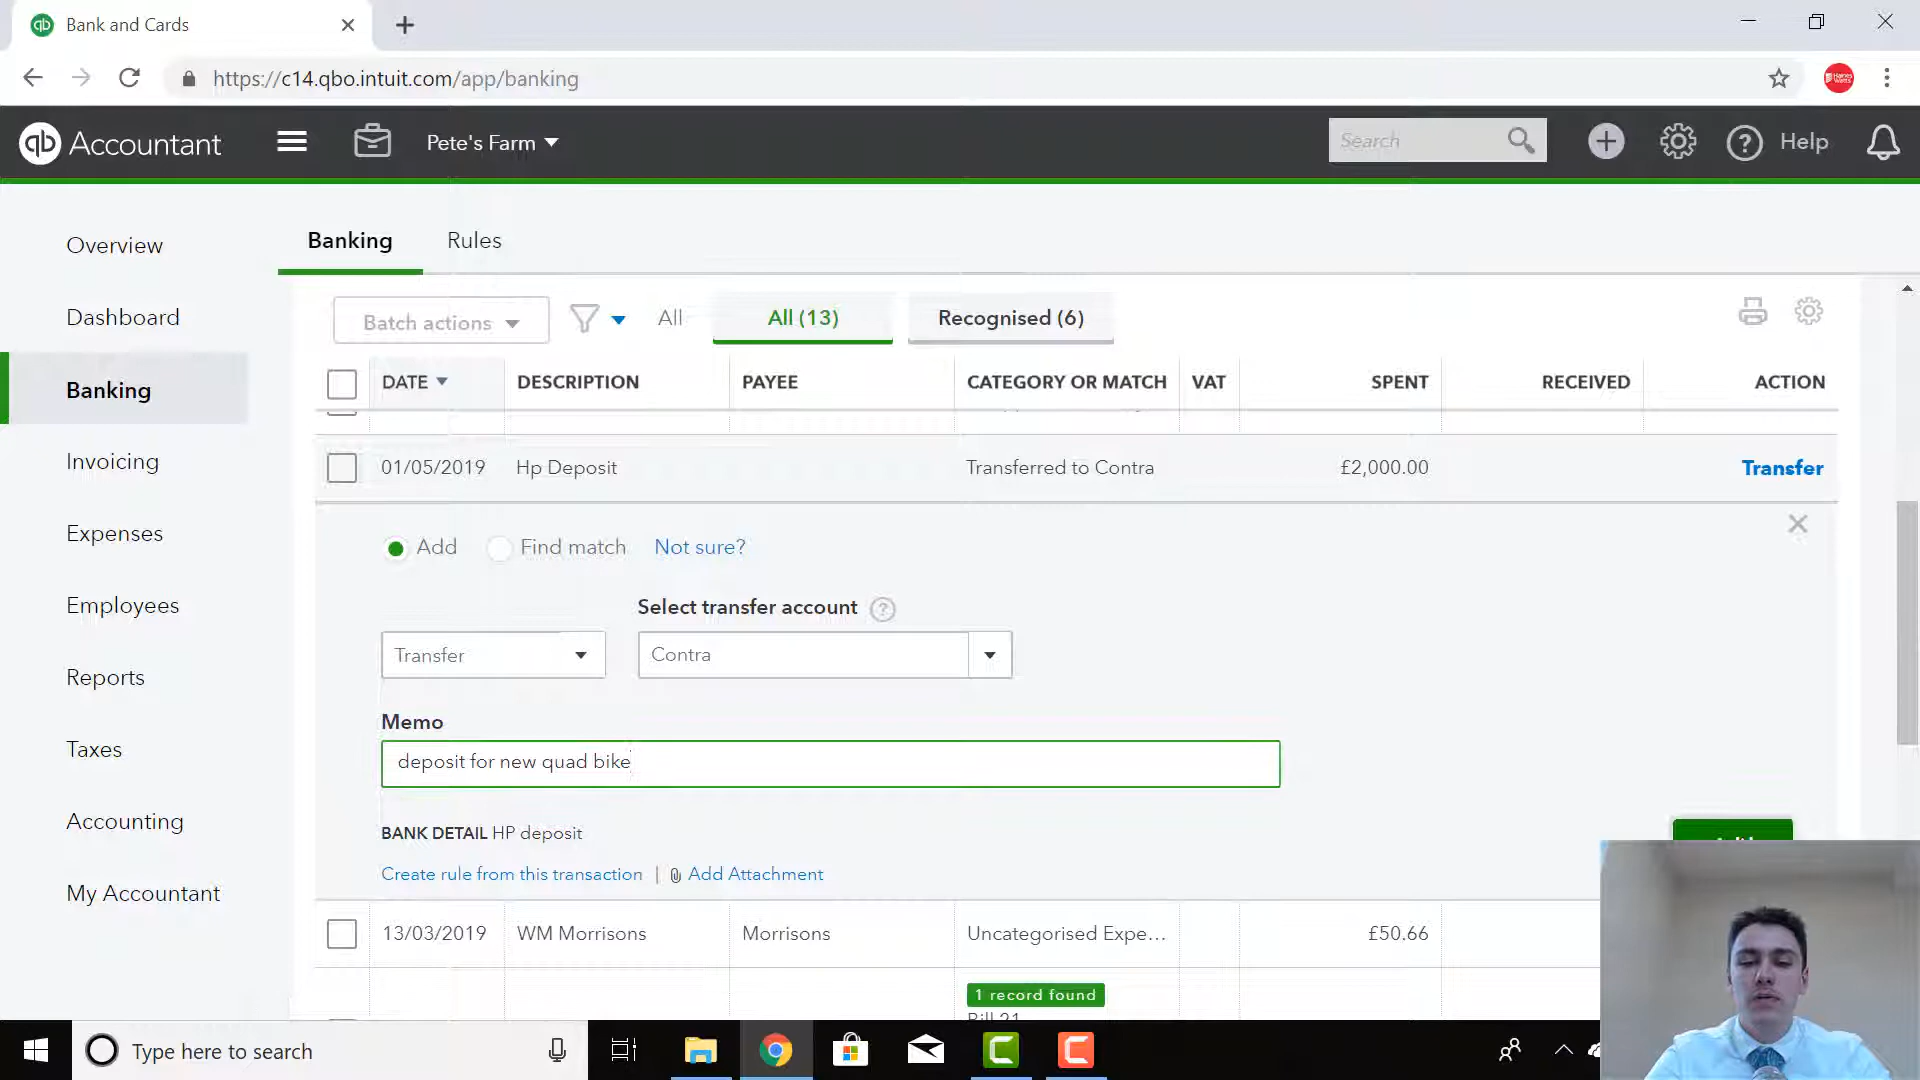 Bank and Cards
https://c14.qbo.intuit.com/app/banking
qb Accountant
Pete's Farm
Search
Help
Overview
Dashboard
Banking
Invoicing
Expenses
Employees
Reports
Taxes
Accounting
My Accountant
Banking Rules
Batch actions All All (13) Recognised (6)
DATE DESCRIPTION PAYEE CATEGORY OR MATCH VAT SPENT RECEIVED ACTION
01/05/2019 Hp Deposit Transferred to Contra £2,000.00 Transfer
Add Find match Not sure?
Select transfer account ?
Transfer Contra
Memo
deposit for new quad bike
BANK DETAIL HP deposit
Create rule from this transaction | Add Attachment
13/03/2019 WM Morrisons Morrisons Uncategorised Expe... £50.66
1 record found
Bill 21
Type here to search